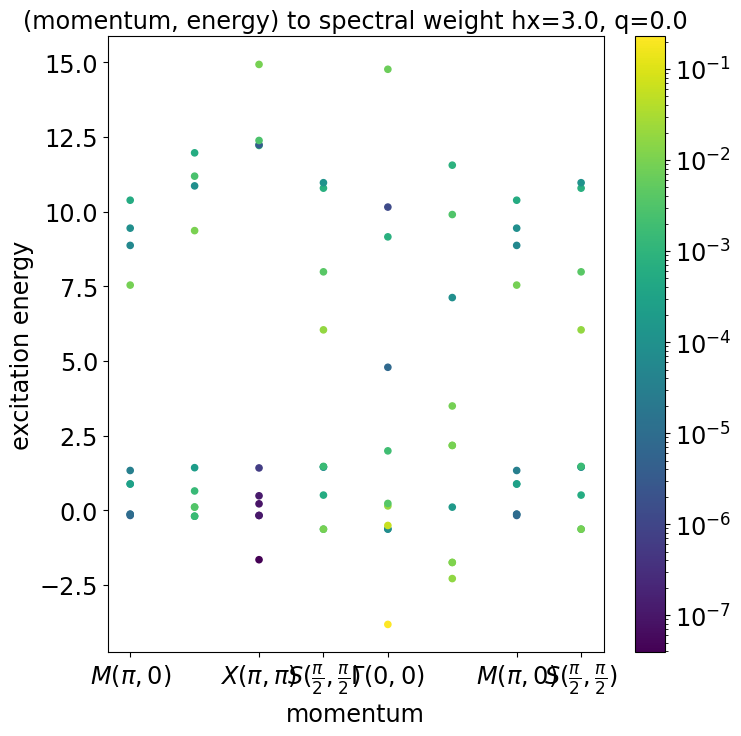 (momentum, energy) to spectral weight hx=3.0, q=0.0
15.0
12.5
10.0
7.5
5.0
2.5
0.0
−2.5
excitation energy
M(π, 0)
X(π, π)
S(π/2, π/2)
Γ(0, 0)
M(π, 0)
S(π/2, π/2)
momentum
10⁻¹
10⁻²
10⁻³
10⁻⁴
10⁻⁵
10⁻⁶
10⁻⁷